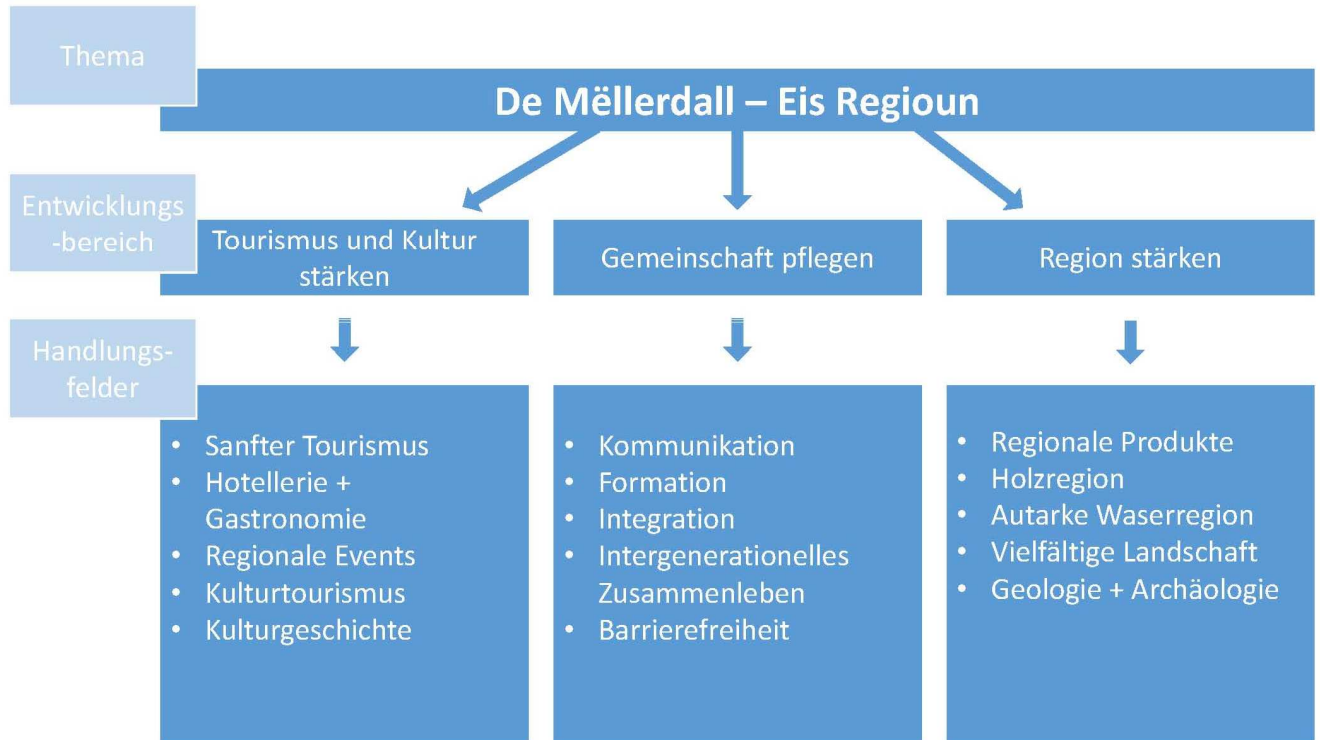 Thema
De Mëllerdall – Eis Regioun
Entwicklungs
-bereich
Tourismus und Kultur
stärken
Gemeinschaft pflegen
Region stärken
Handlungs-
felder
• Sanfter Tourismus
• Hotellerie +
Gastronomie
• Regionale Events
• Kulturtourismus
• Kulturgeschichte
• Kommunikation
• Formation
• Integration
• Intergenerationelles
Zusammenleben
• Barrierefreiheit
• Regionale Produkte
• Holzregion
• Autarke Waserregion
• Vielfältige Landschaft
• Geologie + Archäologie